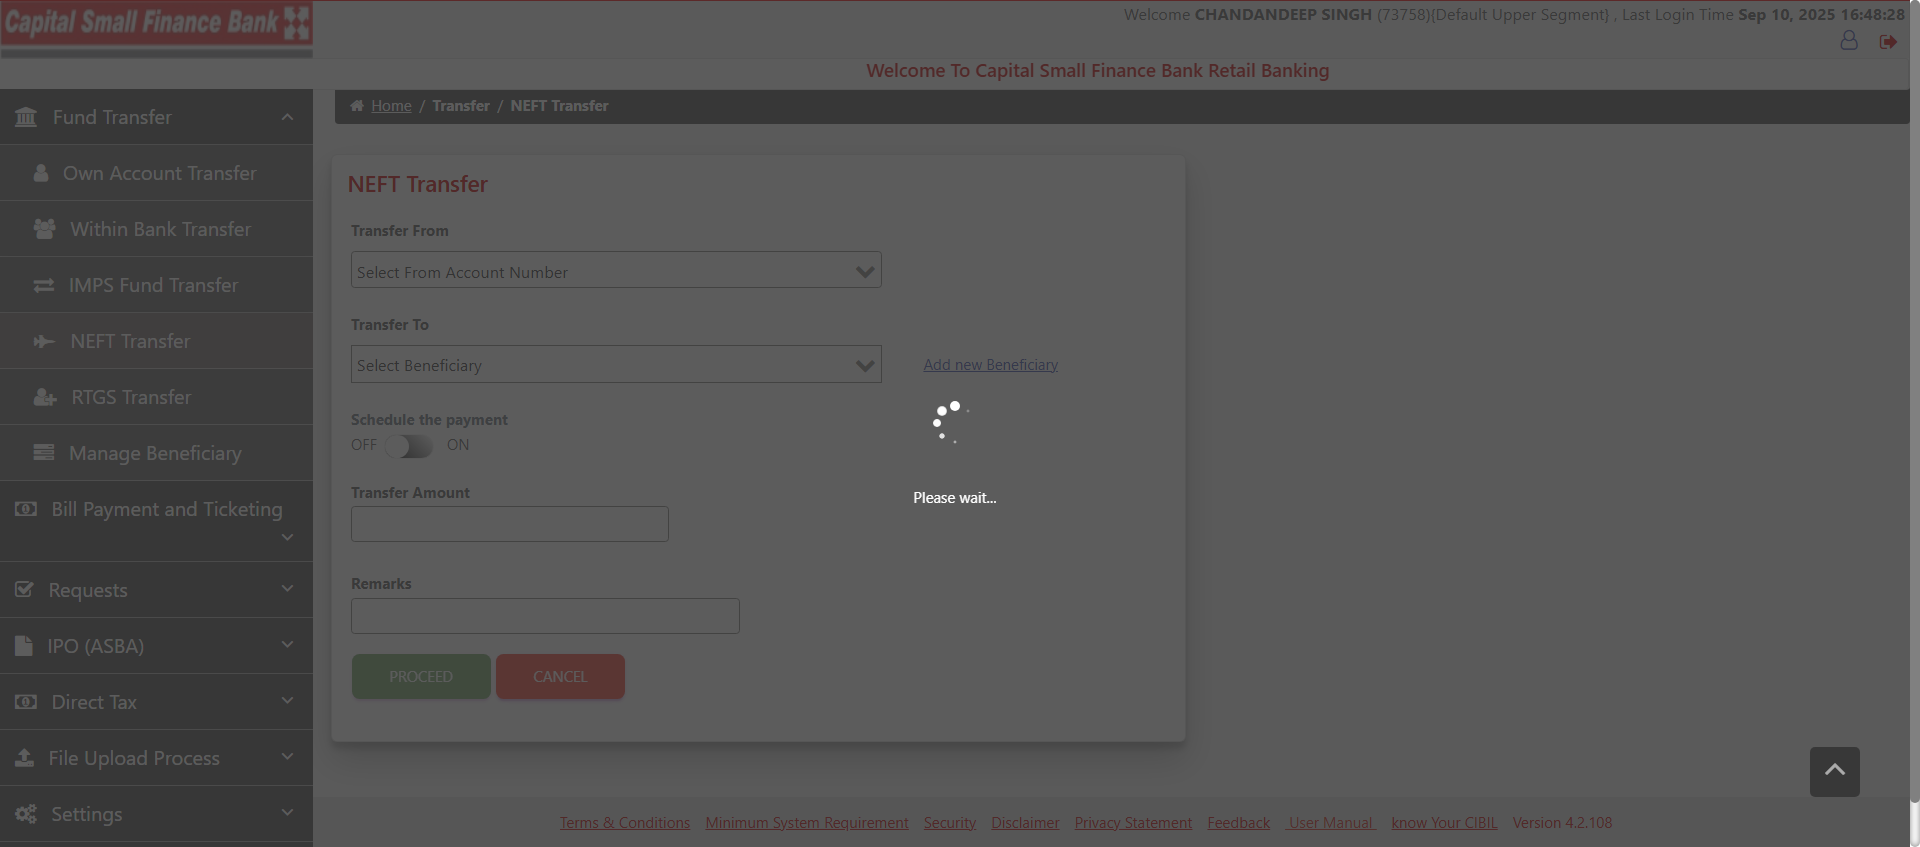 Capital Small Finance Bank
Welcome CHANDANDEEP SINGH (73758){Default Upper Segment} , Last Login Time Sep 10, 2025 16:48:28
Welcome To Capital Small Finance Bank Retail Banking
Home / Transfer / NEFT Transfer
Fund Transfer
Own Account Transfer
Within Bank Transfer
IMPS Fund Transfer
NEFT Transfer
RTGS Transfer
Manage Beneficiary
Bill Payment and Ticketing
Requests
IPO (ASBA)
Direct Tax
File Upload Process
Settings
NEFT Transfer
Transfer From
Select From Account Number
Transfer To
Select Beneficiary
Add new Beneficiary
Schedule the payment
OFF ON
Transfer Amount
Remarks
PROCEED CANCEL
Please wait...
Terms & Conditions Minimum System Requirement Security Disclaimer Privacy Statement Feedback User Manual know Your CIBIL Version 4.2.108